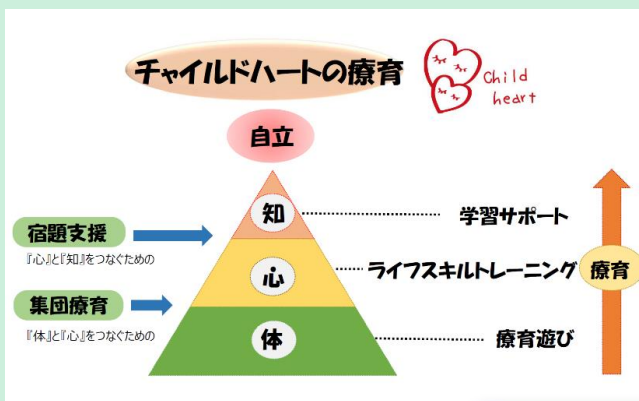 チャイルドハートの療育
Child
heart
自立
知
学習サポート
宿題支援
『心』と『知』をつなぐための
心
ライフスキルトレーニング
療育
集団療育
『体』と『心』をつなぐための
体
療育遊び